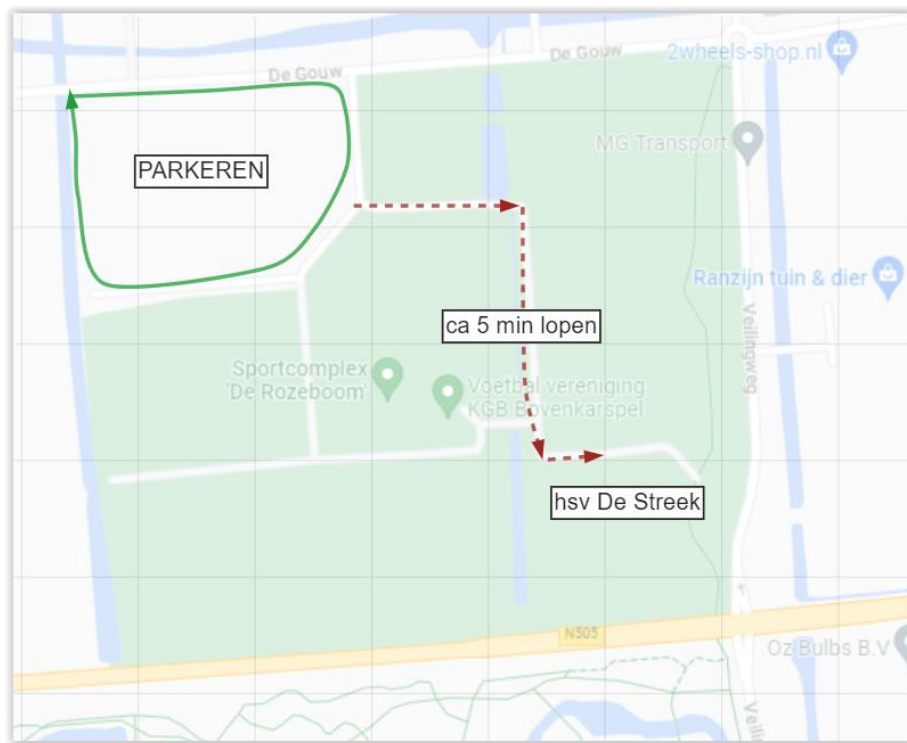 De Gouw
De Gouw
2wheels-shop.nl
PARKEREN
MG Transport
Ranzijn tuin & dier
ca 5 min lopen
Veilingweg
Sportcomplex
'De Rozeboom'
Voetbal vereniging
KGB Bovenkarspel
hsv De Streek
N505
Oz Bulbs B.V